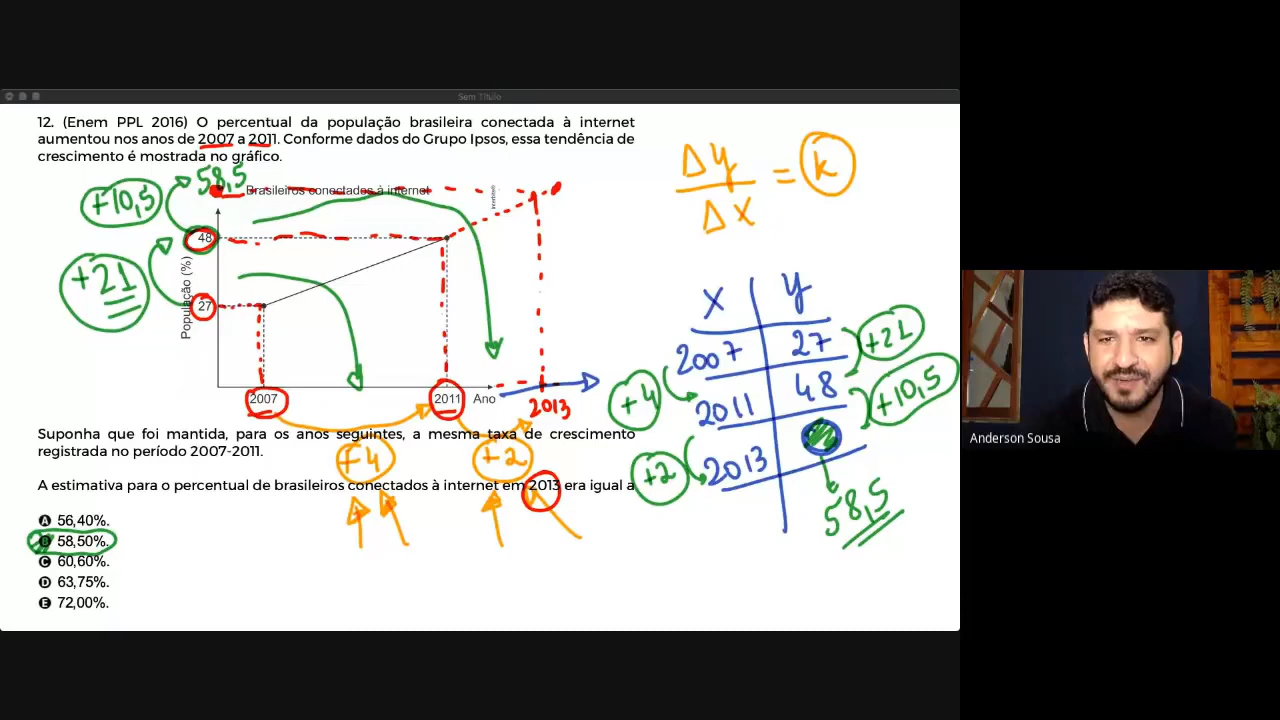 Sem Título
12. (Enem PPL 2016) O percentual da população brasileira conectada à internet
aumentou nos anos de 2007 a 2011. Conforme dados do Grupo Ipsos, essa tendência de
crescimento é mostrada no gráfico.
58,5
Brasileiros conectados à internet
+10,5
48
+21
27
População (%)
2007
2011
Ano
2013
Suponha que foi mantida, para os anos seguintes, a mesma taxa de crescimento
registrada no período 2007-2011.
+4
+2
A estimativa para o percentual de brasileiros conectados à internet em 2013 era igual a
A 56,40%.
B 58,50%.
C 60,60%.
D 63,75%.
E 72,00%.
Δy
Δx
= k
x y
2007 27
+21
+4
2011 48
+10,5
+2
2013
58,5
Anderson Sousa